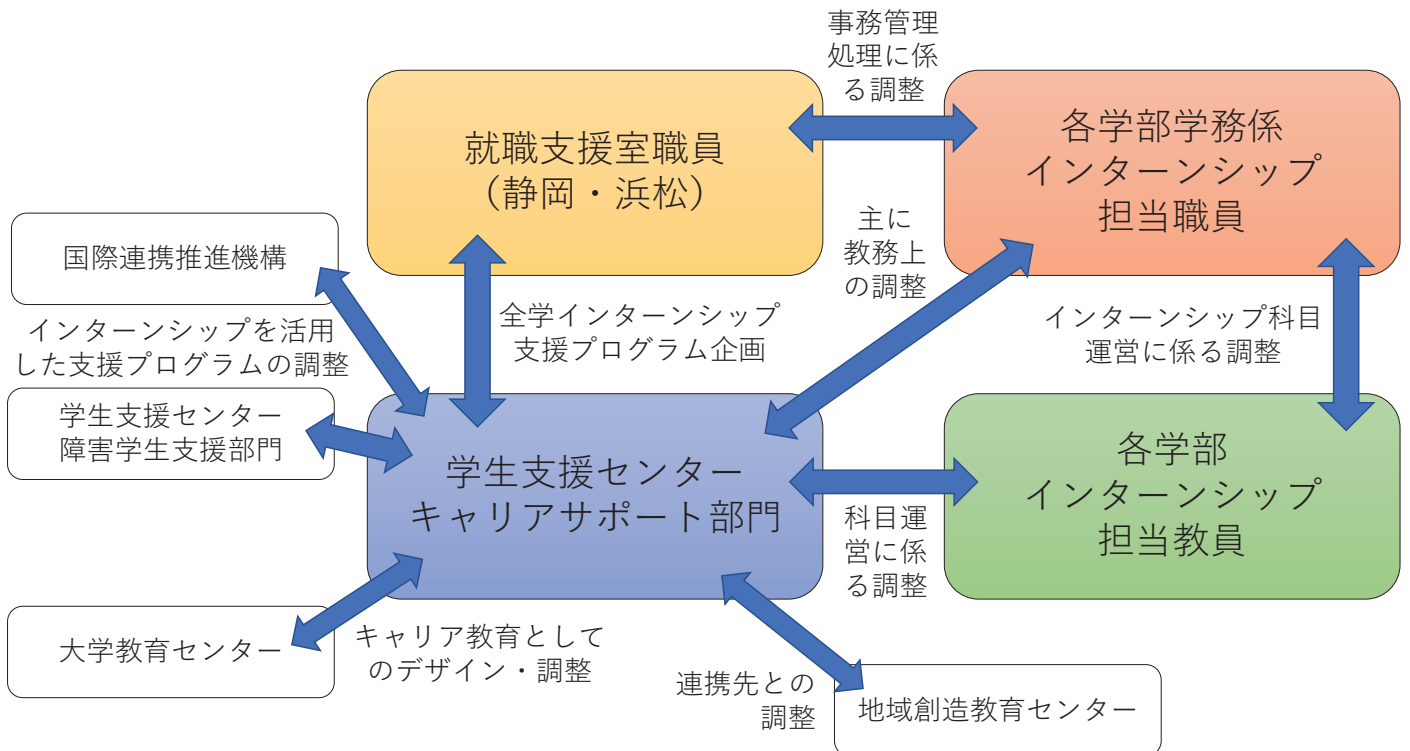 事務管理
処理に係
る調整
就職支援室職員
（静岡・浜松）
各学部学務係
インターンシップ
担当職員
国際連携推進機構
主に
教務上
の調整
インターンシップを活用
した支援プログラムの調整
全学インターンシップ
支援プログラム企画
インターンシップ科目
運営に係る調整
学生支援センター
障害学生支援部門
学生支援センター
キャリアサポート部門
各学部
インターンシップ
担当教員
科目運
営に係
る調整
大学教育センター
キャリア教育として
のデザイン・調整
連携先との
調整
地域創造教育センター